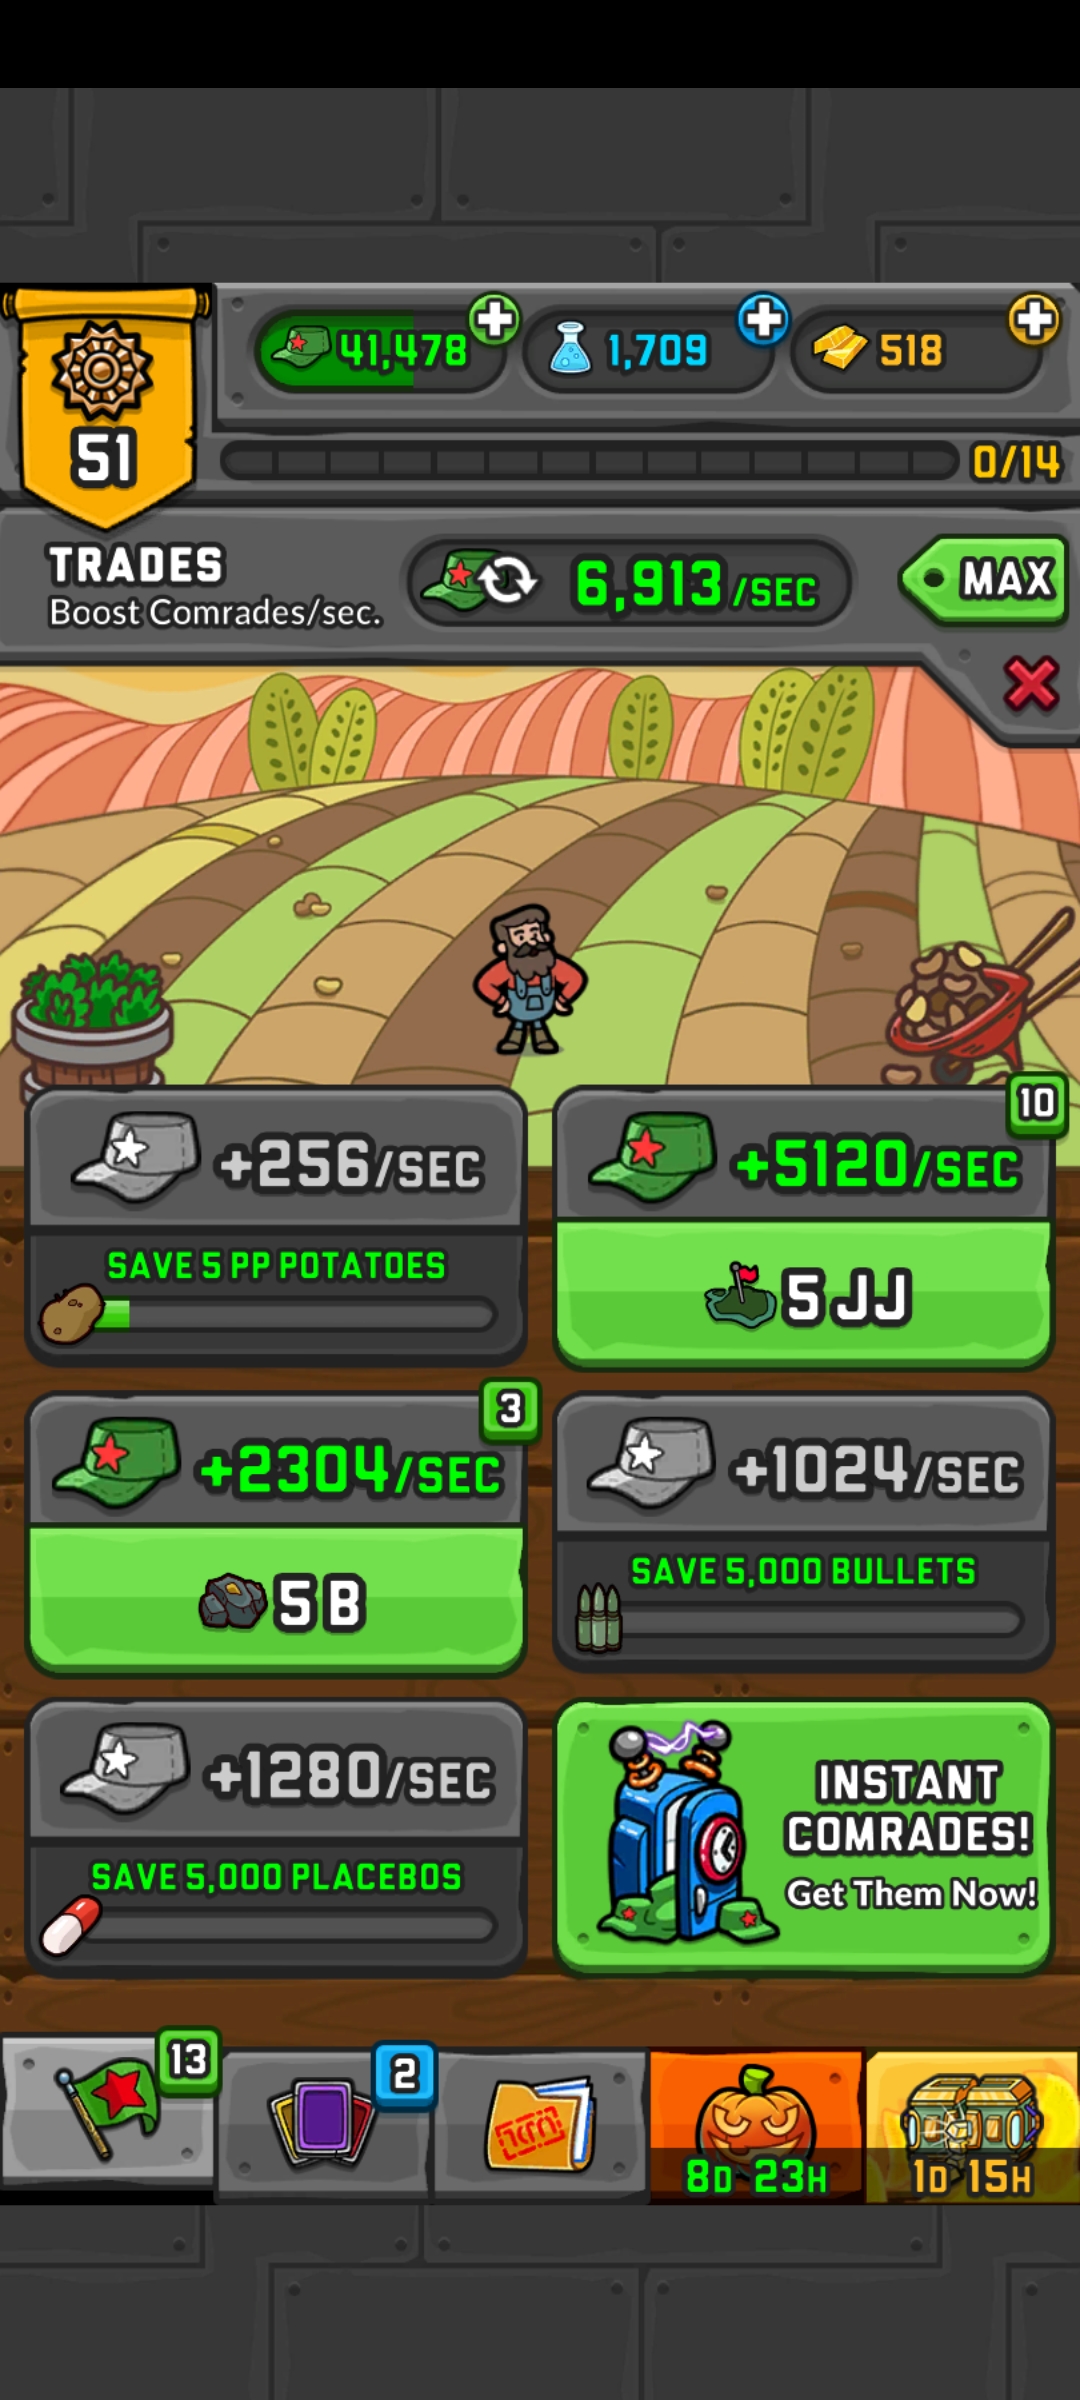 41,478
1,709
518
51
0/14
TRADES
Boost Comrades/sec.
6,913/SEC
MAX
+256/SEC
SAVE 5 PP POTATOES
10
+5120/SEC
5 JJ
3
+2304/SEC
5 B
+1024/SEC
SAVE 5,000 BULLETS
+1280/SEC
SAVE 5,000 PLACEBOS
INSTANT
COMRADES!
Get Them Now!
13
2
8D 23H
1D 15H